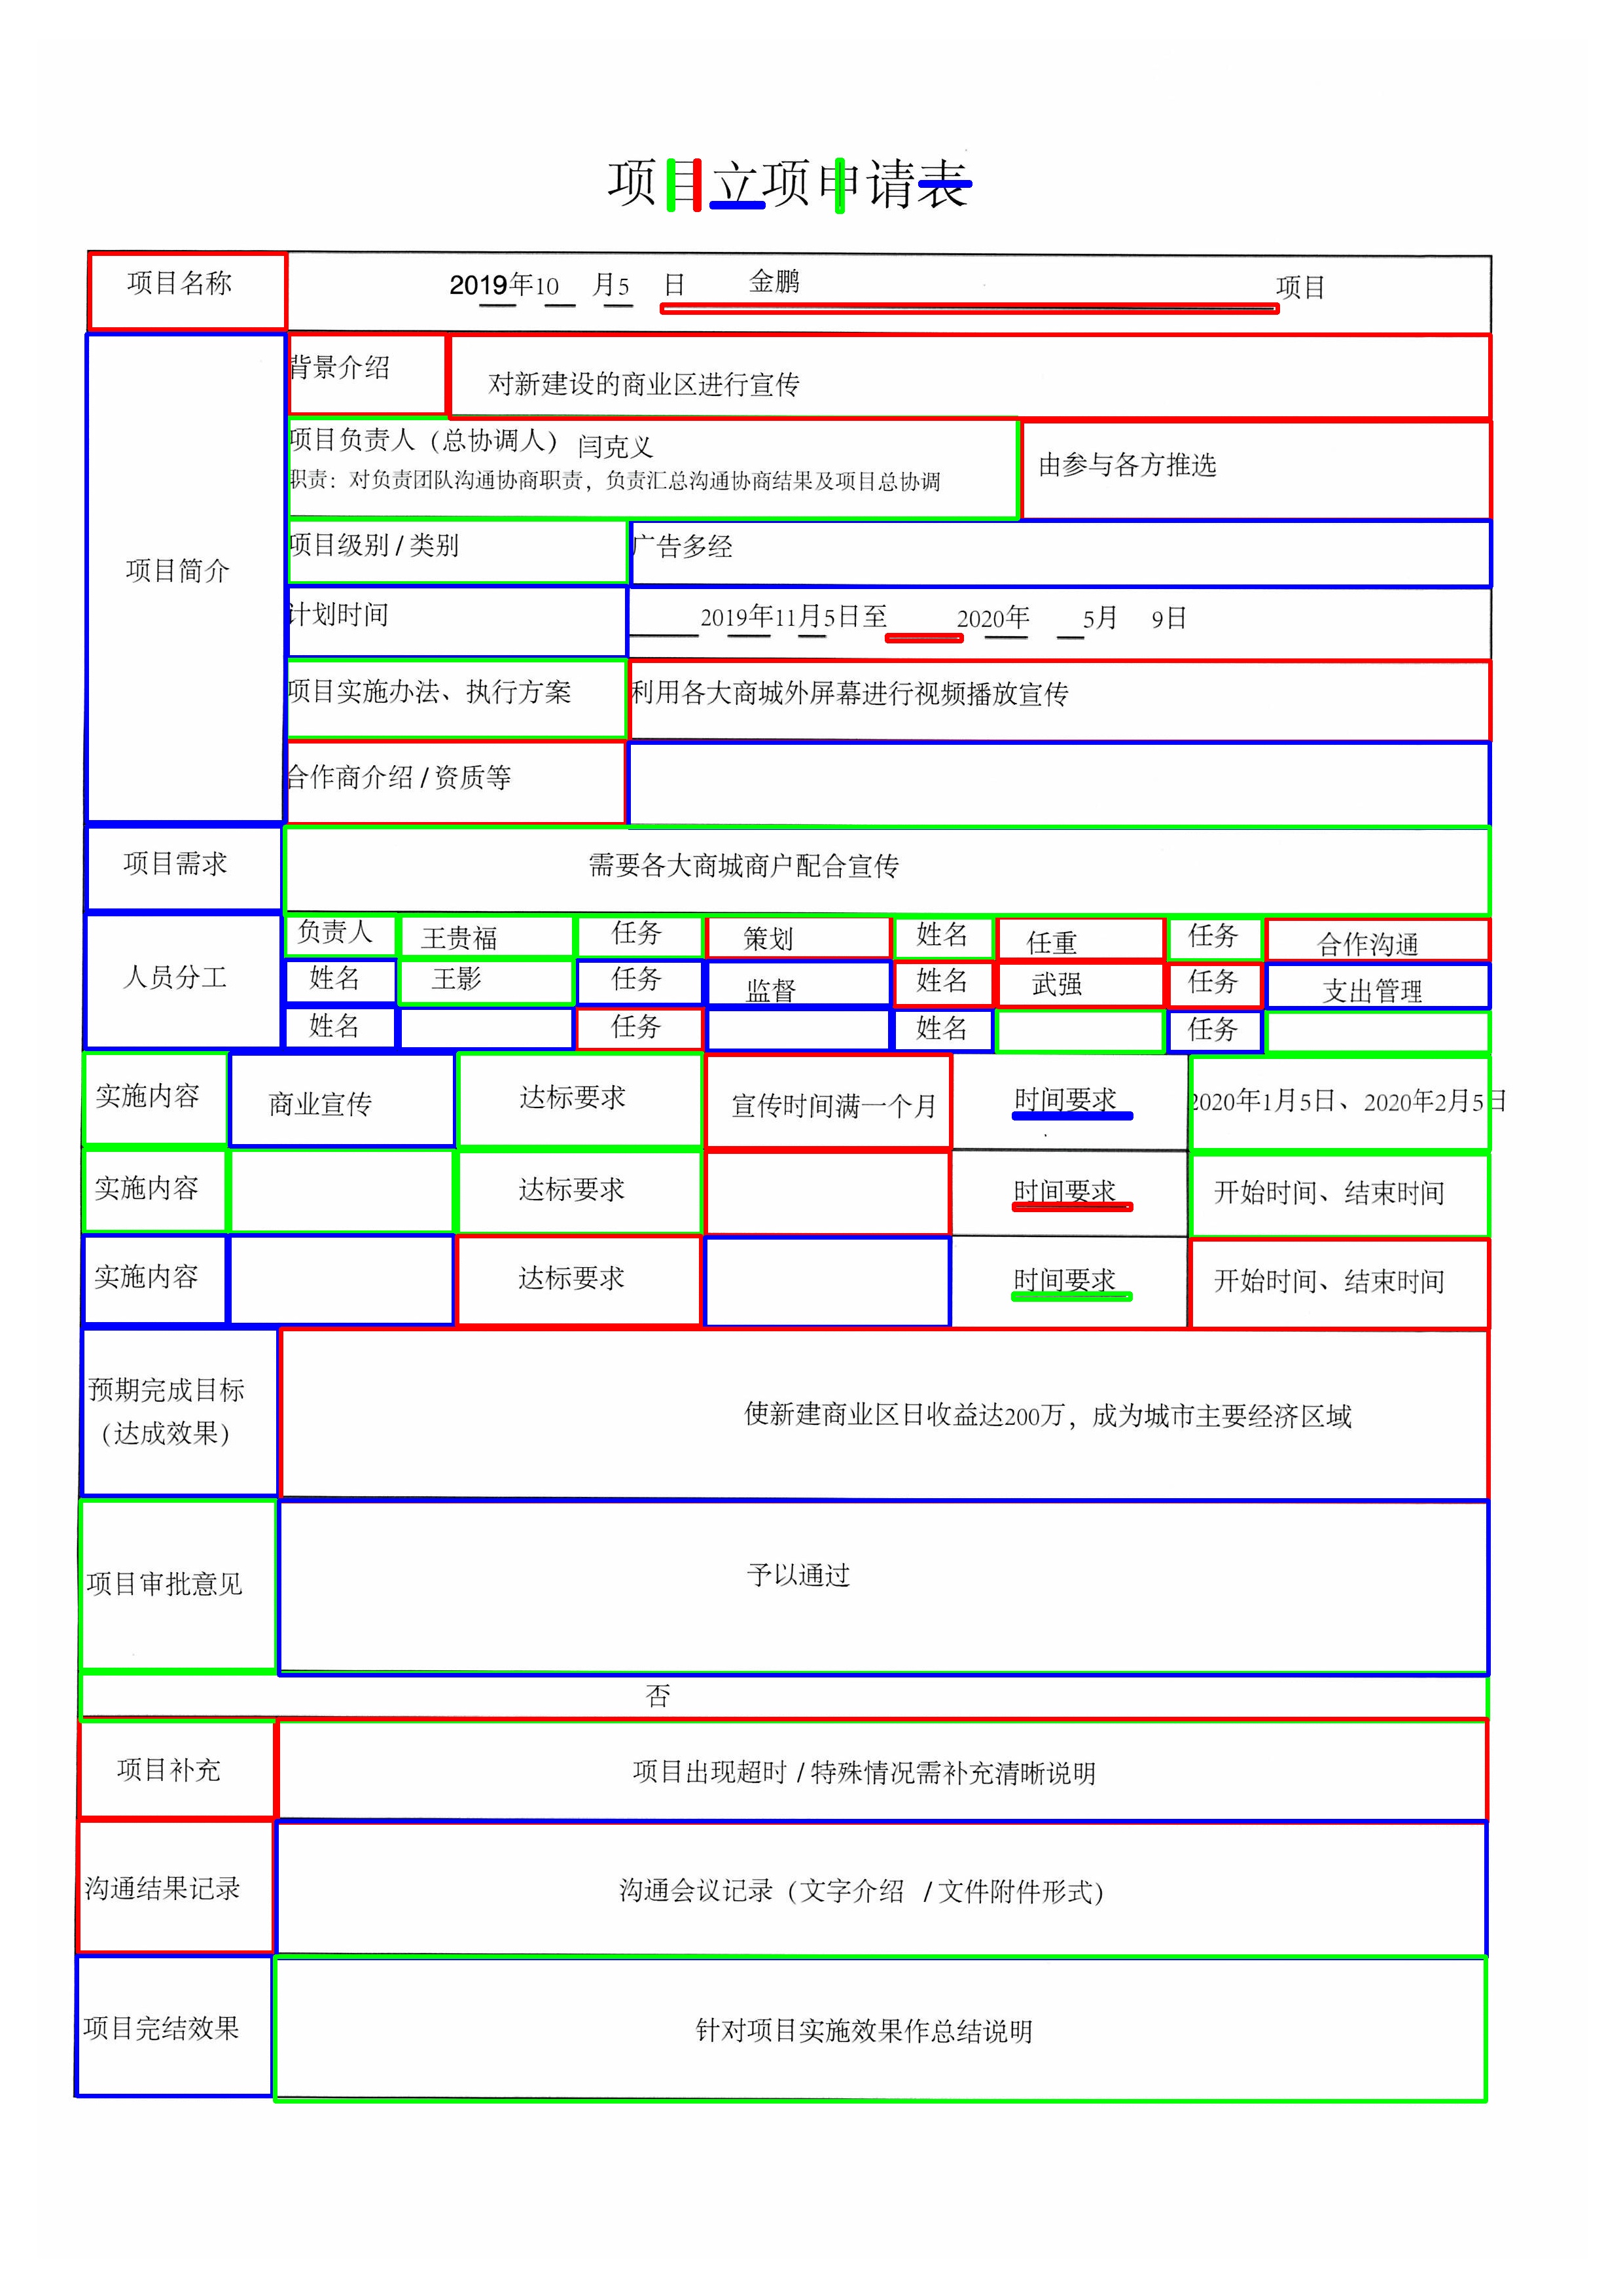 项目立项申请表
项目名称 2019年10 月5 日 金鹏 项目
项目简介
背景介绍 对新建设的商业区进行宣传
项目负责人（总协调人） 闫克义
职责：对负责团队沟通协商职责，负责汇总沟通协商结果及项目总协调
由参与各方推选
项目级别 / 类别 广告多经
计划时间 2019年11月5日至 2020年 5月 9日
项目实施办法、执行方案 利用各大商城外屏幕进行视频播放宣传
合作商介绍 / 资质等
项目需求 需要各大商城商户配合宣传
人员分工
负责人 王贵福 任务 策划 姓名 任重 任务 合作沟通
姓名 王影 任务 监督 姓名 武强 任务 支出管理
姓名 任务 姓名 任务
实施内容 商业宣传 达标要求 宣传时间满一个月 时间要求 2020年1月5日、2020年2月5日
实施内容 达标要求 时间要求 开始时间、结束时间
实施内容 达标要求 时间要求 开始时间、结束时间
预期完成目标
（达成效果）
使新建商业区日收益达200万，成为城市主要经济区域
项目审批意见 予以通过
否
项目补充 项目出现超时 / 特殊情况需补充清晰说明
沟通结果记录 沟通会议记录（文字介绍 / 文件附件形式）
项目完结效果 针对项目实施效果作总结说明